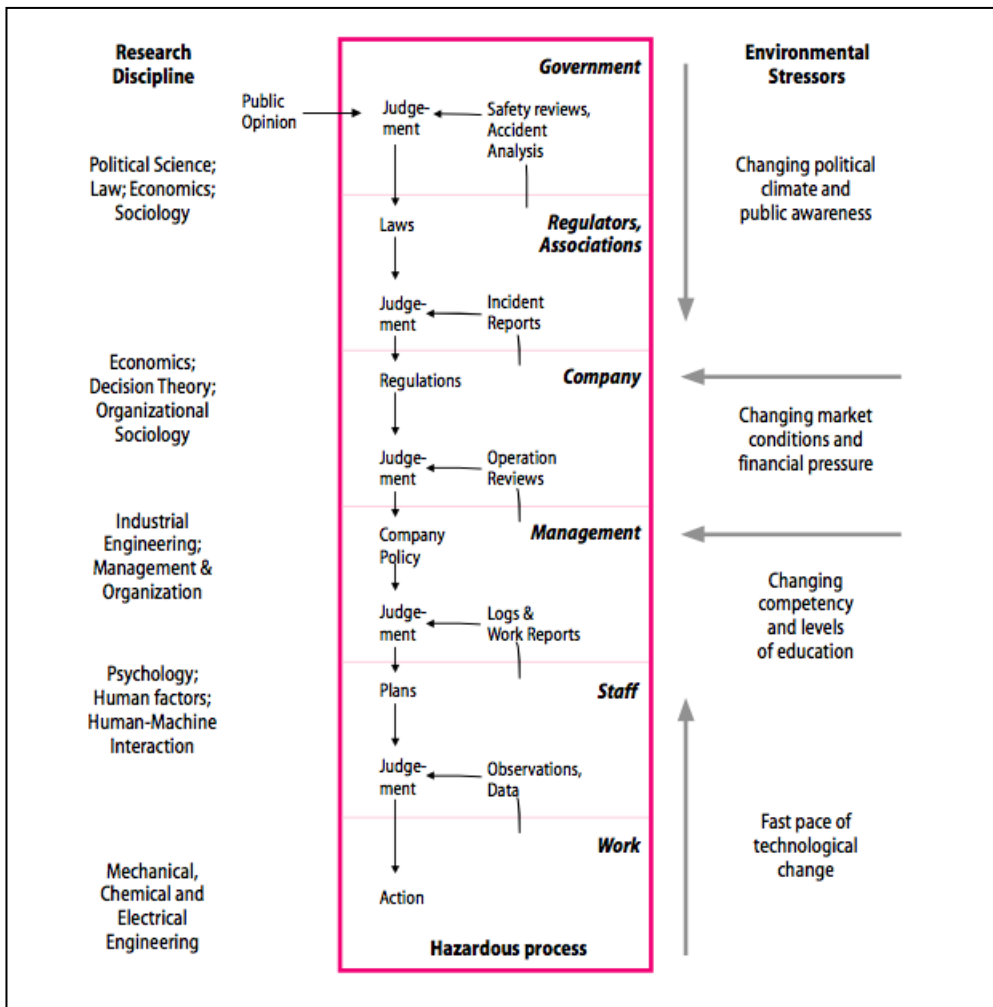 Research
Discipline
Government
Environmental
Stressors
Public
Opinion
Judge-
ment
Safety reviews,
Accident
Analysis
Political Science;
Law; Economics;
Sociology
Changing political
climate and
public awareness
Laws
Regulators,
Associations
Judge-
ment
Incident
Reports
Economics;
Decision Theory;
Organizational
Sociology
Regulations
Company
Changing market
conditions and
financial pressure
Judge-
ment
Operation
Reviews
Industrial
Engineering;
Management &
Organization
Company
Policy
Management
Changing
competency
and levels
of education
Judge-
ment
Logs &
Work Reports
Psychology;
Human factors;
Human-Machine
Interaction
Plans
Staff
Judge-
ment
Observations,
Data
Work
Fast pace of
technological
change
Mechanical,
Chemical and
Electrical
Engineering
Action
Hazardous process